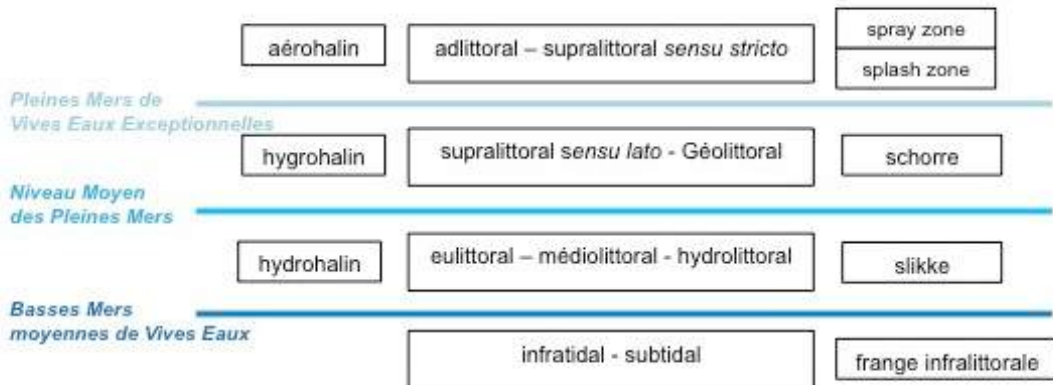 aérohalin
adlittoral – supralittoral sensu stricto
spray zone
splash zone
Pleines Mers de
Vives Eaux Exceptionnelles
hygrohalin
supralittoral sensu lato - Géolittoral
schorre
Niveau Moyen
des Pleines Mers
hydrohalin
eulittoral – médiolittoral - hydrolittoral
slikke
Basses Mers
moyennes de Vives Eaux
infratidal - subtidal
frange infralittorale